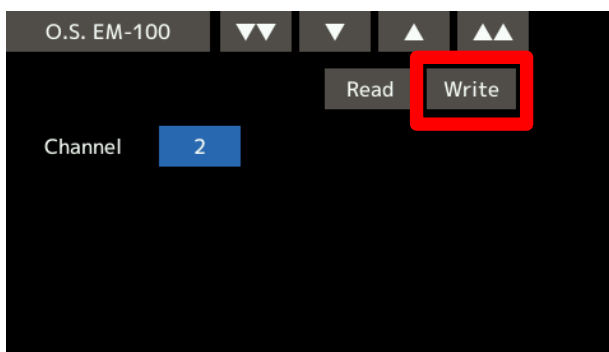 O.S. EM-100 ▼▼ ▼ ▲ ▲▲
Read Write
Channel 2